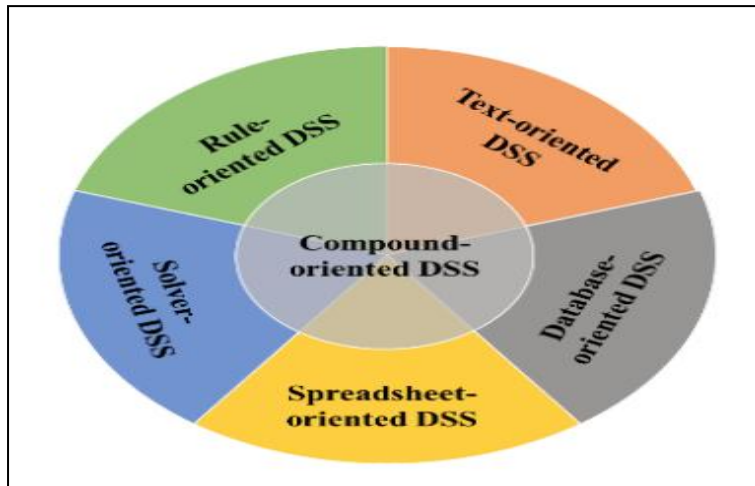 Rule-
oriented DSS
Text-oriented
DSS
Solver-
oriented DSS
Compound-
oriented DSS
Database-
oriented DSS
Spreadsheet-
oriented DSS